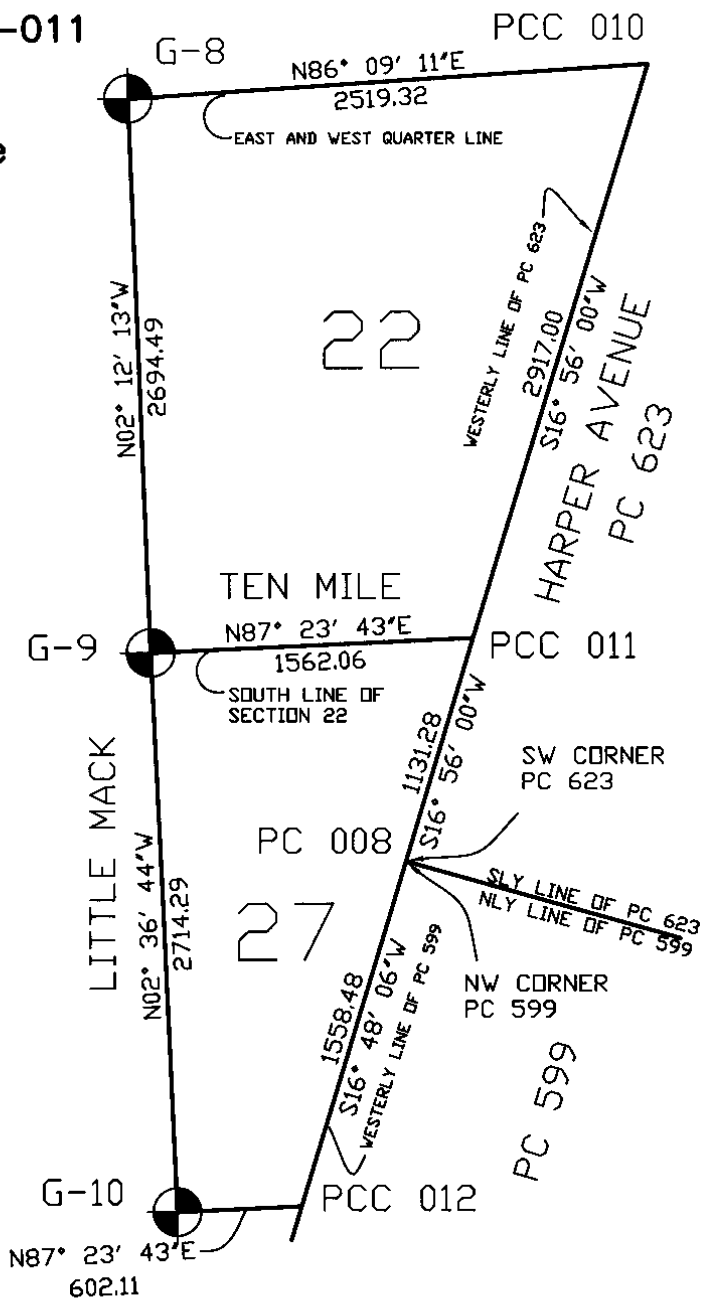 -011
G-8
PCC 010
N86° 09' 11"E
2519.32
e
EAST AND WEST QUARTER LINE
WESTERLY LINE OF PC 623
N02° 12' 13"W
2694.49
22
2917.00
S16° 56' 00"W
HARPER AVENUE
PC 623
TEN MILE
G-9
N87° 23' 43"E
1562.06
PCC 011
SOUTH LINE OF
SECTION 22
1131.28
S16° 56' 00"W
SW CORNER
PC 623
LITTLE MACK
PC 008
SLY LINE OF PC 623
NLY LINE OF PC 599
N02° 36' 44"W
2714.29
27
NW CORNER
PC 599
1558.48
S16° 48' 06"W
WESTERLY LINE OF PC 599
PC 599
G-10
PCC 012
N87° 23' 43"E
602.11